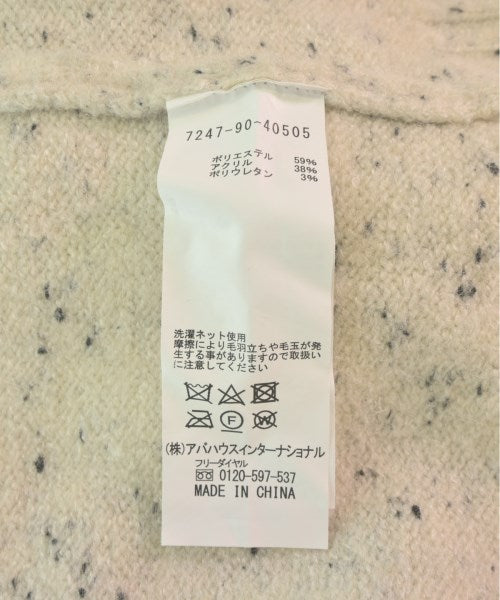 7247-90-40505
ポリエステル 59%
アクリル 38%
ポリウレタン 3%
洗濯ネット使用
摩擦により毛羽立ちや毛玉が発
生する事がありますので取扱い
に注意してください。
(株)アバハウスインターナショナル
フリーダイヤル
0120-597-537
MADE IN CHINA